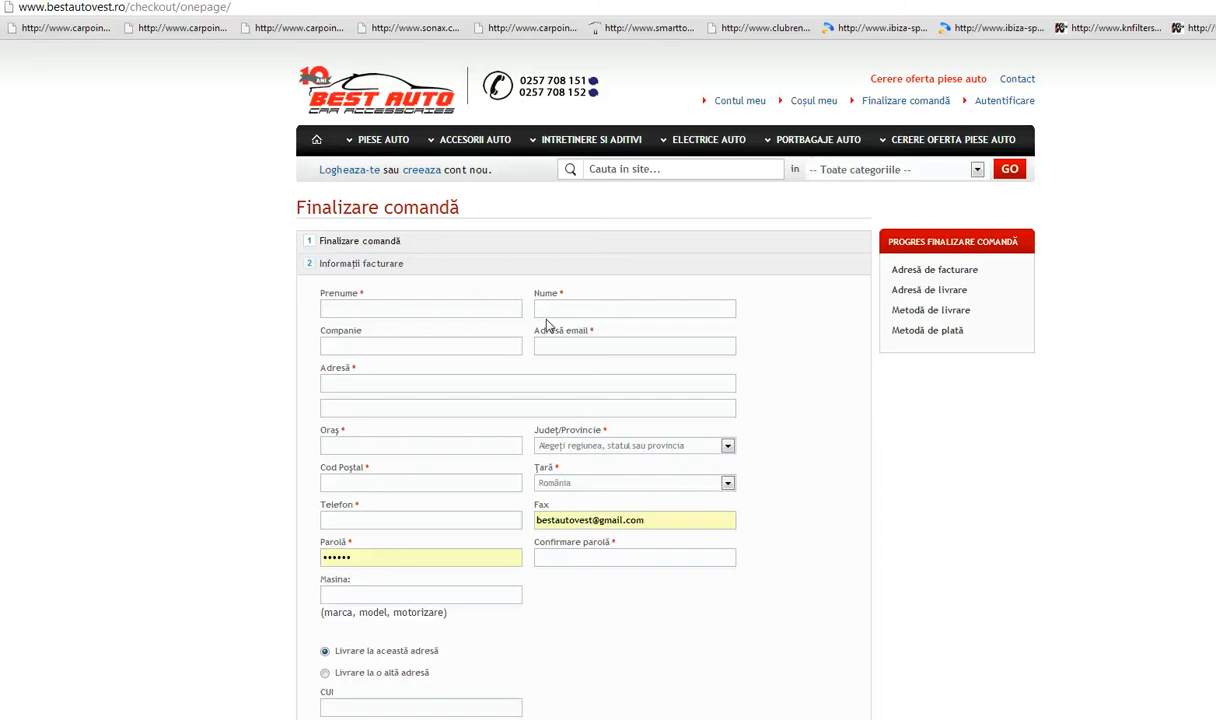 www.bestautovest.ro/checkout/onepage/
http://www.carpoin...
http://www.carpoin...
http://www.carpoin...
http://www.sonax.c...
http://www.carpoin...
http://www.smartto...
http://www.clubren...
http://www.ibiza-sp...
http://www.ibiza-sp...
http://www.knfilters...
http://
10 ANI
BEST AUTO
CAR ACCESSORIES
0257 708 151
0257 708 152
Cerere oferta piese auto
Contact
Contul meu
Coșul meu
Finalizare comandă
Autentificare
PIESE AUTO
ACCESORII AUTO
INTRETINERE SI ADITIVI
ELECTRICE AUTO
PORTBAGAJE AUTO
CERERE OFERTA PIESE AUTO
Logheaza-te sau creeaza cont nou.
Cauta in site...
in
-- Toate categoriile --
GO
Finalizare comandă
1 Finalizare comandă
2 Informații facturare
Prenume *
Nume *
Companie
Adresă email *
Adresă *
Oraș *
Județ/Provincie *
Alegeți regiunea, statul sau provincia
Cod Poștal *
Țară *
România
Telefon *
Fax
bestautovest@gmail.com
Parolă *
••••••
Confirmare parolă *
Masina:
(marca, model, motorizare)
Livrare la această adresă
Livrare la o altă adresă
CUI
PROGRES FINALIZARE COMANDĂ
Adresă de facturare
Adresă de livrare
Metodă de livrare
Metodă de plată